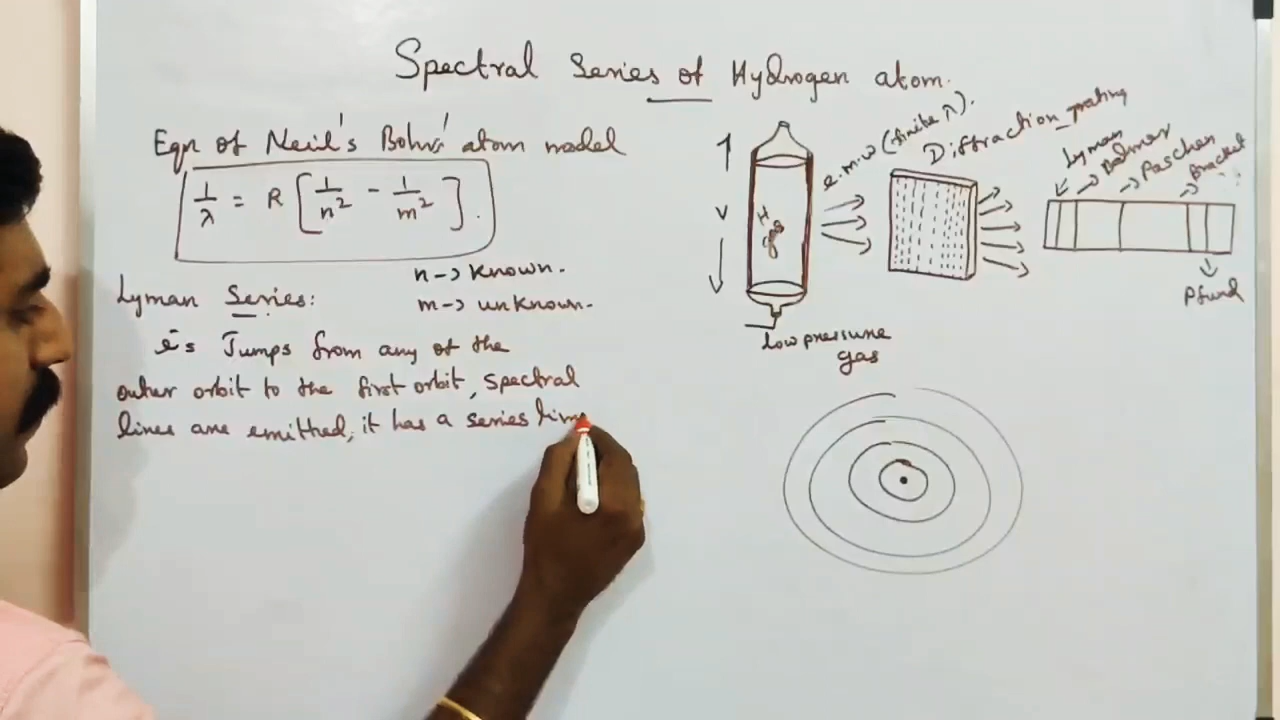 Spectral Series of Hydrogen atom.
Eqn of Neil's Bohr' atom model
1/λ = R [ 1/n² - 1/m² ].
n -> known.
m -> unknown.
Lyman Series:
e⁻s Jumps from any of the
outer orbit to the first orbit, Spectral
lines are emitted, it has a series lin
e.m.w (finite λ).
Diffraction grating
Lyman
Balmer
Paschen
Bracket
Pfund
V
H
gas
low pressure
gas